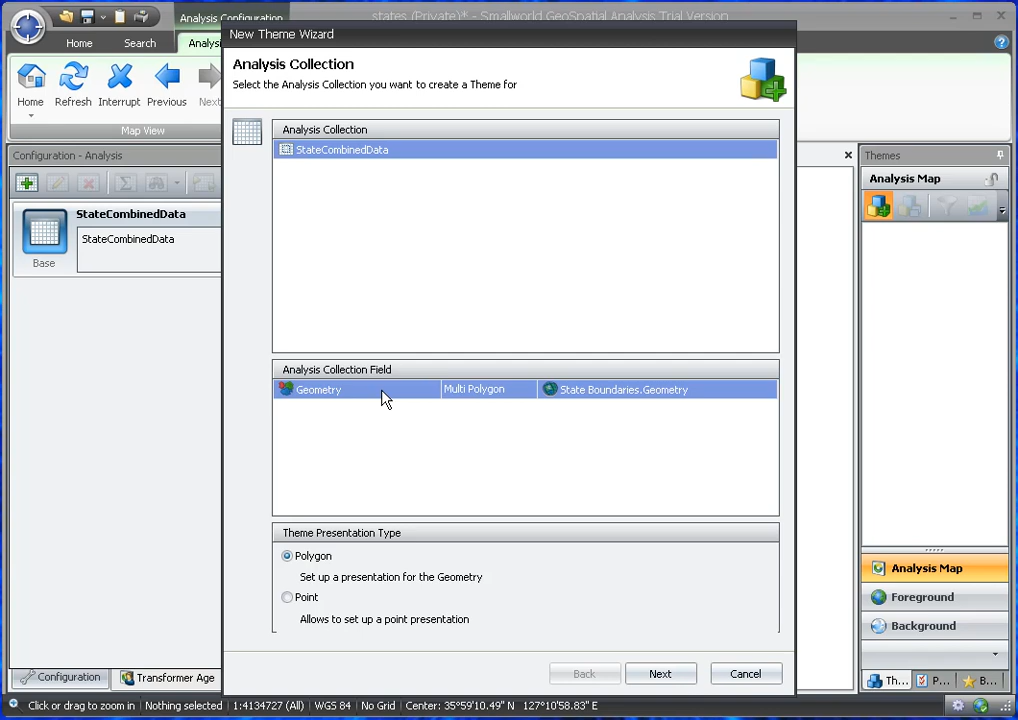 Analysis Configuration
states (Private)* - Smallworld GeoSpatial Analysis Trial Version
Home
Search
Analysis
New Theme Wizard
Analysis Collection
Select the Analysis Collection you want to create a Theme for
Home
Refresh
Interrupt
Previous
Next
Map View
Configuration - Analysis
StateCombinedData
StateCombinedData
Base
Analysis Collection
StateCombinedData
Analysis Collection Field
Geometry
Multi Polygon
State Boundaries.Geometry
Theme Presentation Type
Polygon
Set up a presentation for the Geometry
Point
Allows to set up a point presentation
Back
Next
Cancel
Themes
Analysis Map
Analysis Map
Foreground
Background
Configuration
Transformer Age
Th...
P...
B...
Click or drag to zoom in
Nothing selected
1:4134727 (All)
WGS 84
No Grid
Center: 35°59'10.49" N 127°10'58.83" E